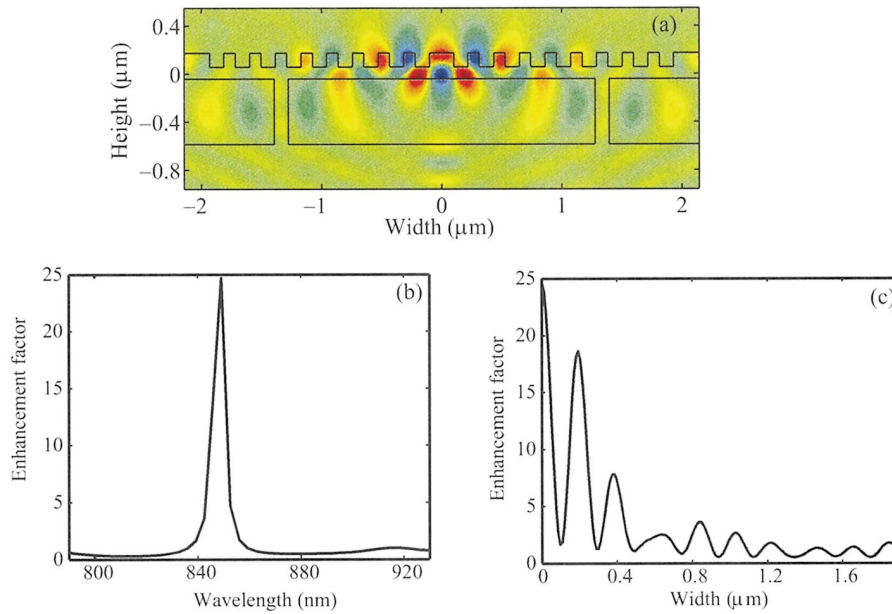 (a)
0.4
0
−0.4
−0.8
Height (μm)
−2 −1 0 1 2
Width (μm)
(b)
25
20
15
10
5
0
Enhancement factor
800 840 880 920
Wavelength (nm)
(c)
25
20
15
10
5
0
Enhancement factor
0 0.4 0.8 1.2 1.6
Width (μm)